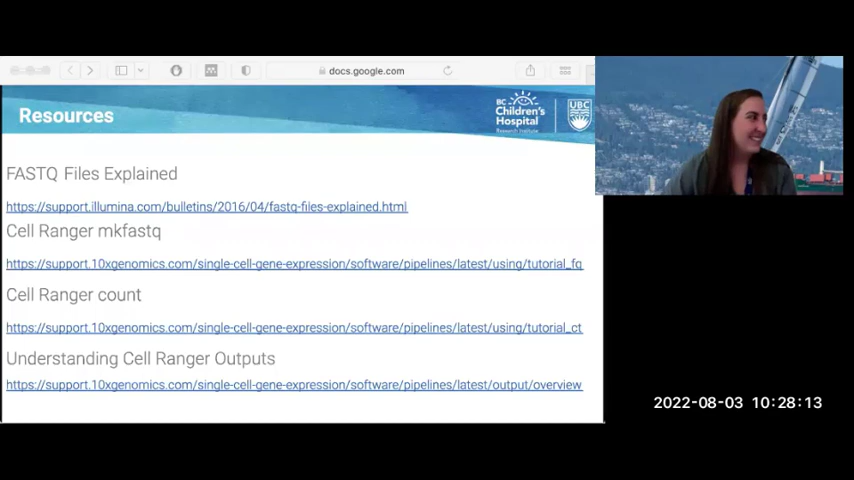 docs.google.com
Resources
BC
Children's
Hospital
Research Institute
UBC
FASTQ Files Explained
https://support.illumina.com/bulletins/2016/04/fastq-files-explained.html
Cell Ranger mkfastq
https://support.10xgenomics.com/single-cell-gene-expression/software/pipelines/latest/using/tutorial_fq
Cell Ranger count
https://support.10xgenomics.com/single-cell-gene-expression/software/pipelines/latest/using/tutorial_ct
Understanding Cell Ranger Outputs
https://support.10xgenomics.com/single-cell-gene-expression/software/pipelines/latest/output/overview
2022-08-03 10:28:13